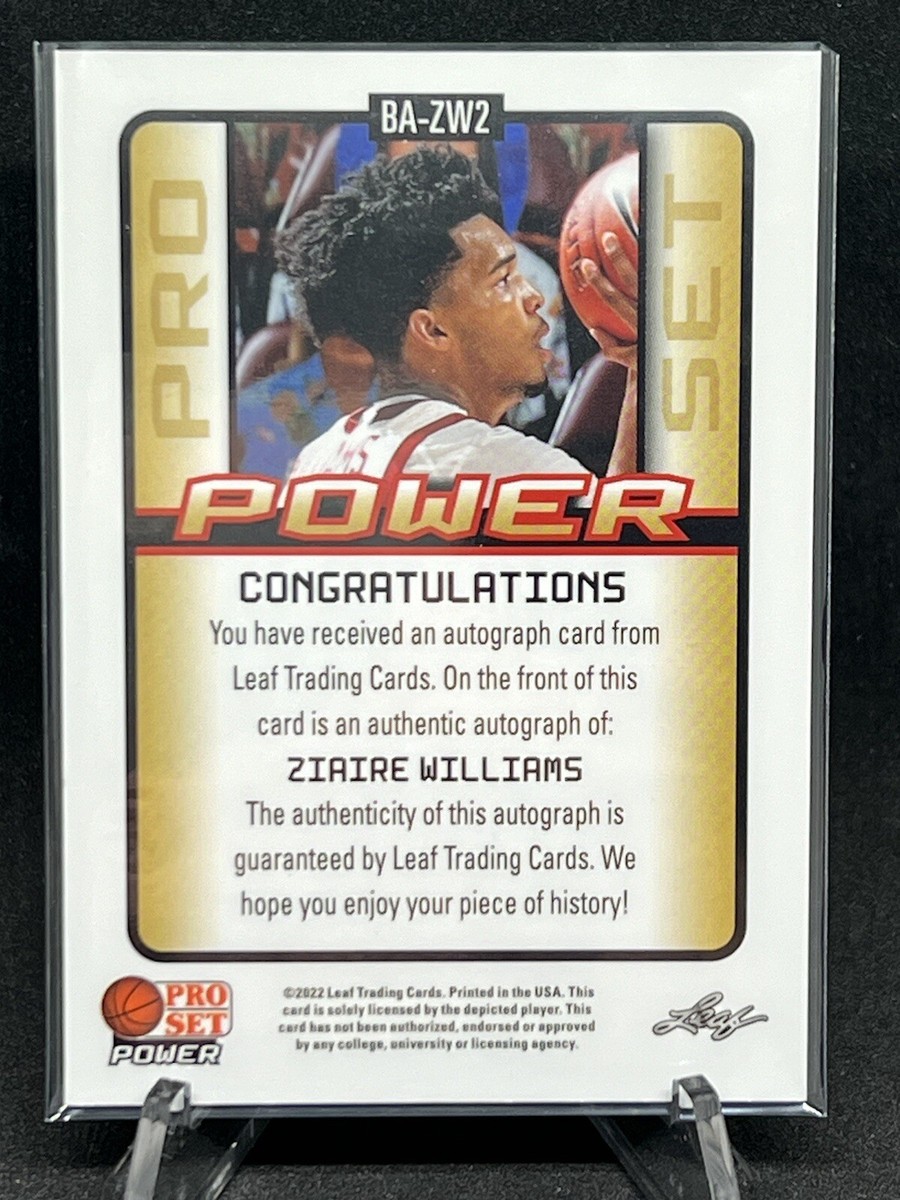 BA-ZW2
PRO
SET
POWER
CONGRATULATIONS
You have received an autograph card from
Leaf Trading Cards. On the front of this
card is an authentic autograph of:
ZIAIRE WILLIAMS
The authenticity of this autograph is
guaranteed by Leaf Trading Cards. We
hope you enjoy your piece of history!
PRO
SET
POWER
©2022 Leaf Trading Cards. Printed in the USA. This
card is solely licensed by the depicted player. This
card has not been authorized, endorsed or approved
by any college, university or licensing agency.
Leaf